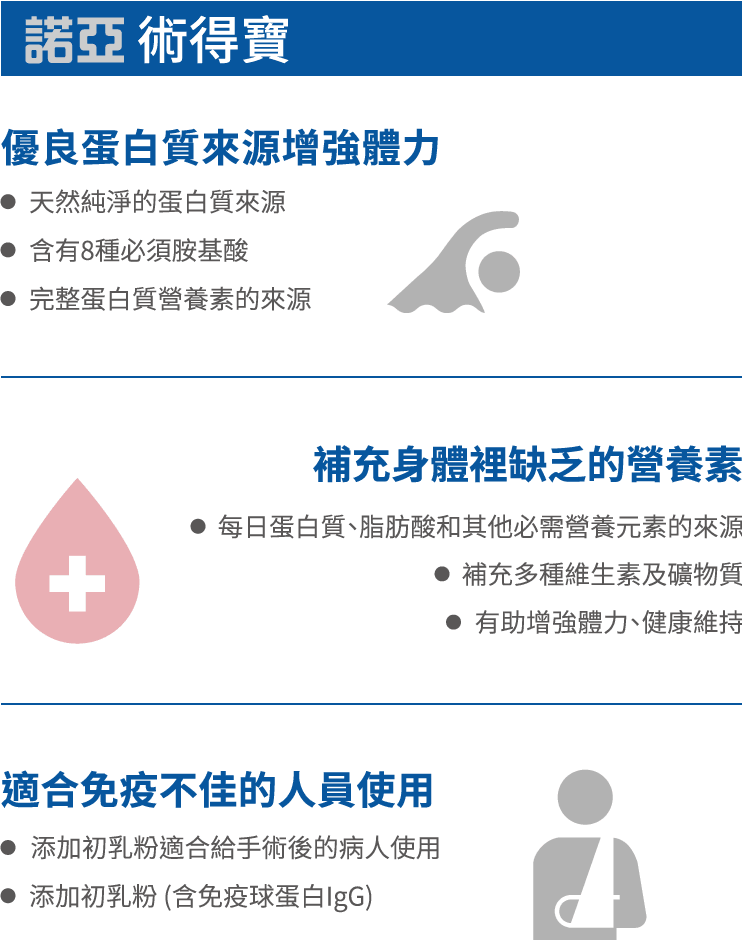 諾亞 術得寶
優良蛋白質來源增強體力
● 天然純淨的蛋白質來源
● 含有8種必須胺基酸
● 完整蛋白質營養素的來源
補充身體裡缺乏的營養素
● 每日蛋白質、脂肪酸和其他必需營養元素的來源
● 補充多種維生素及礦物質
● 有助增強體力、健康維持
適合免疫不佳的人員使用
● 添加初乳粉適合給手術後的病人使用
● 添加初乳粉 (含免疫球蛋白IgG)